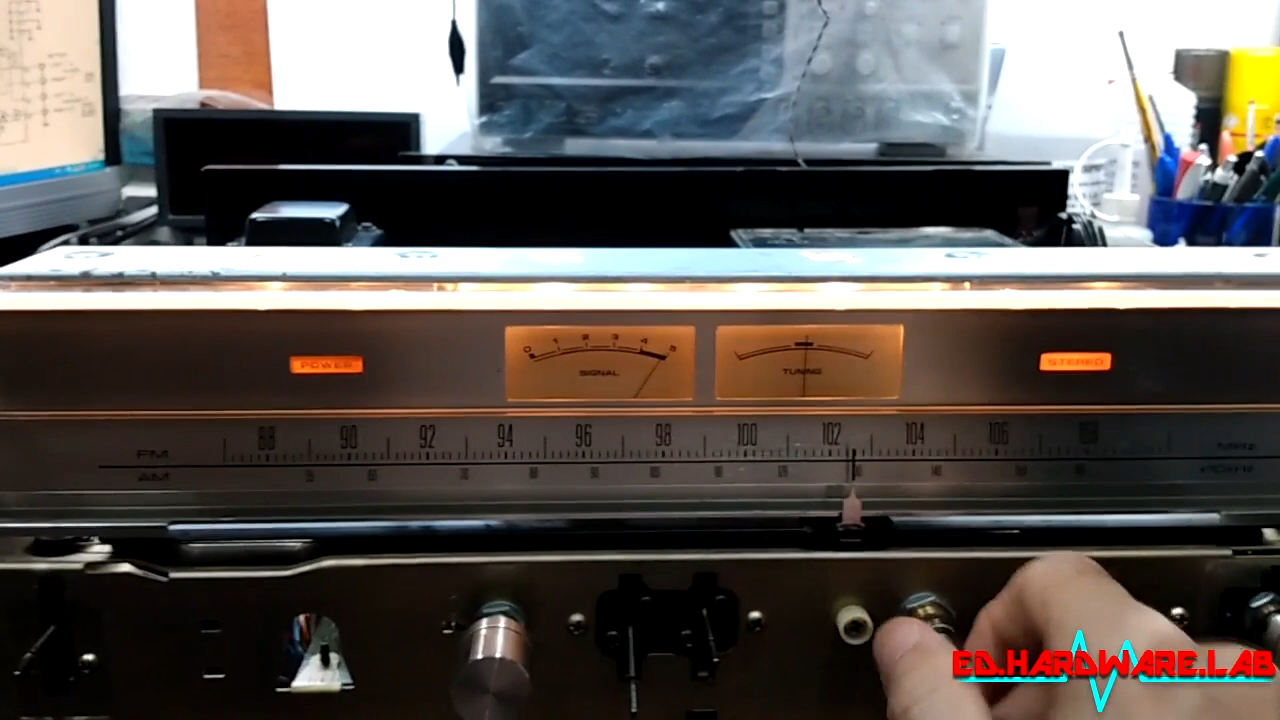 POWER
0 1 2 3 4 5
SIGNAL
TUNING
STEREO
FM 88 90 92 94 96 98 100 102 104 106 108 MHz
AM
ED.HARDWARE.LAB